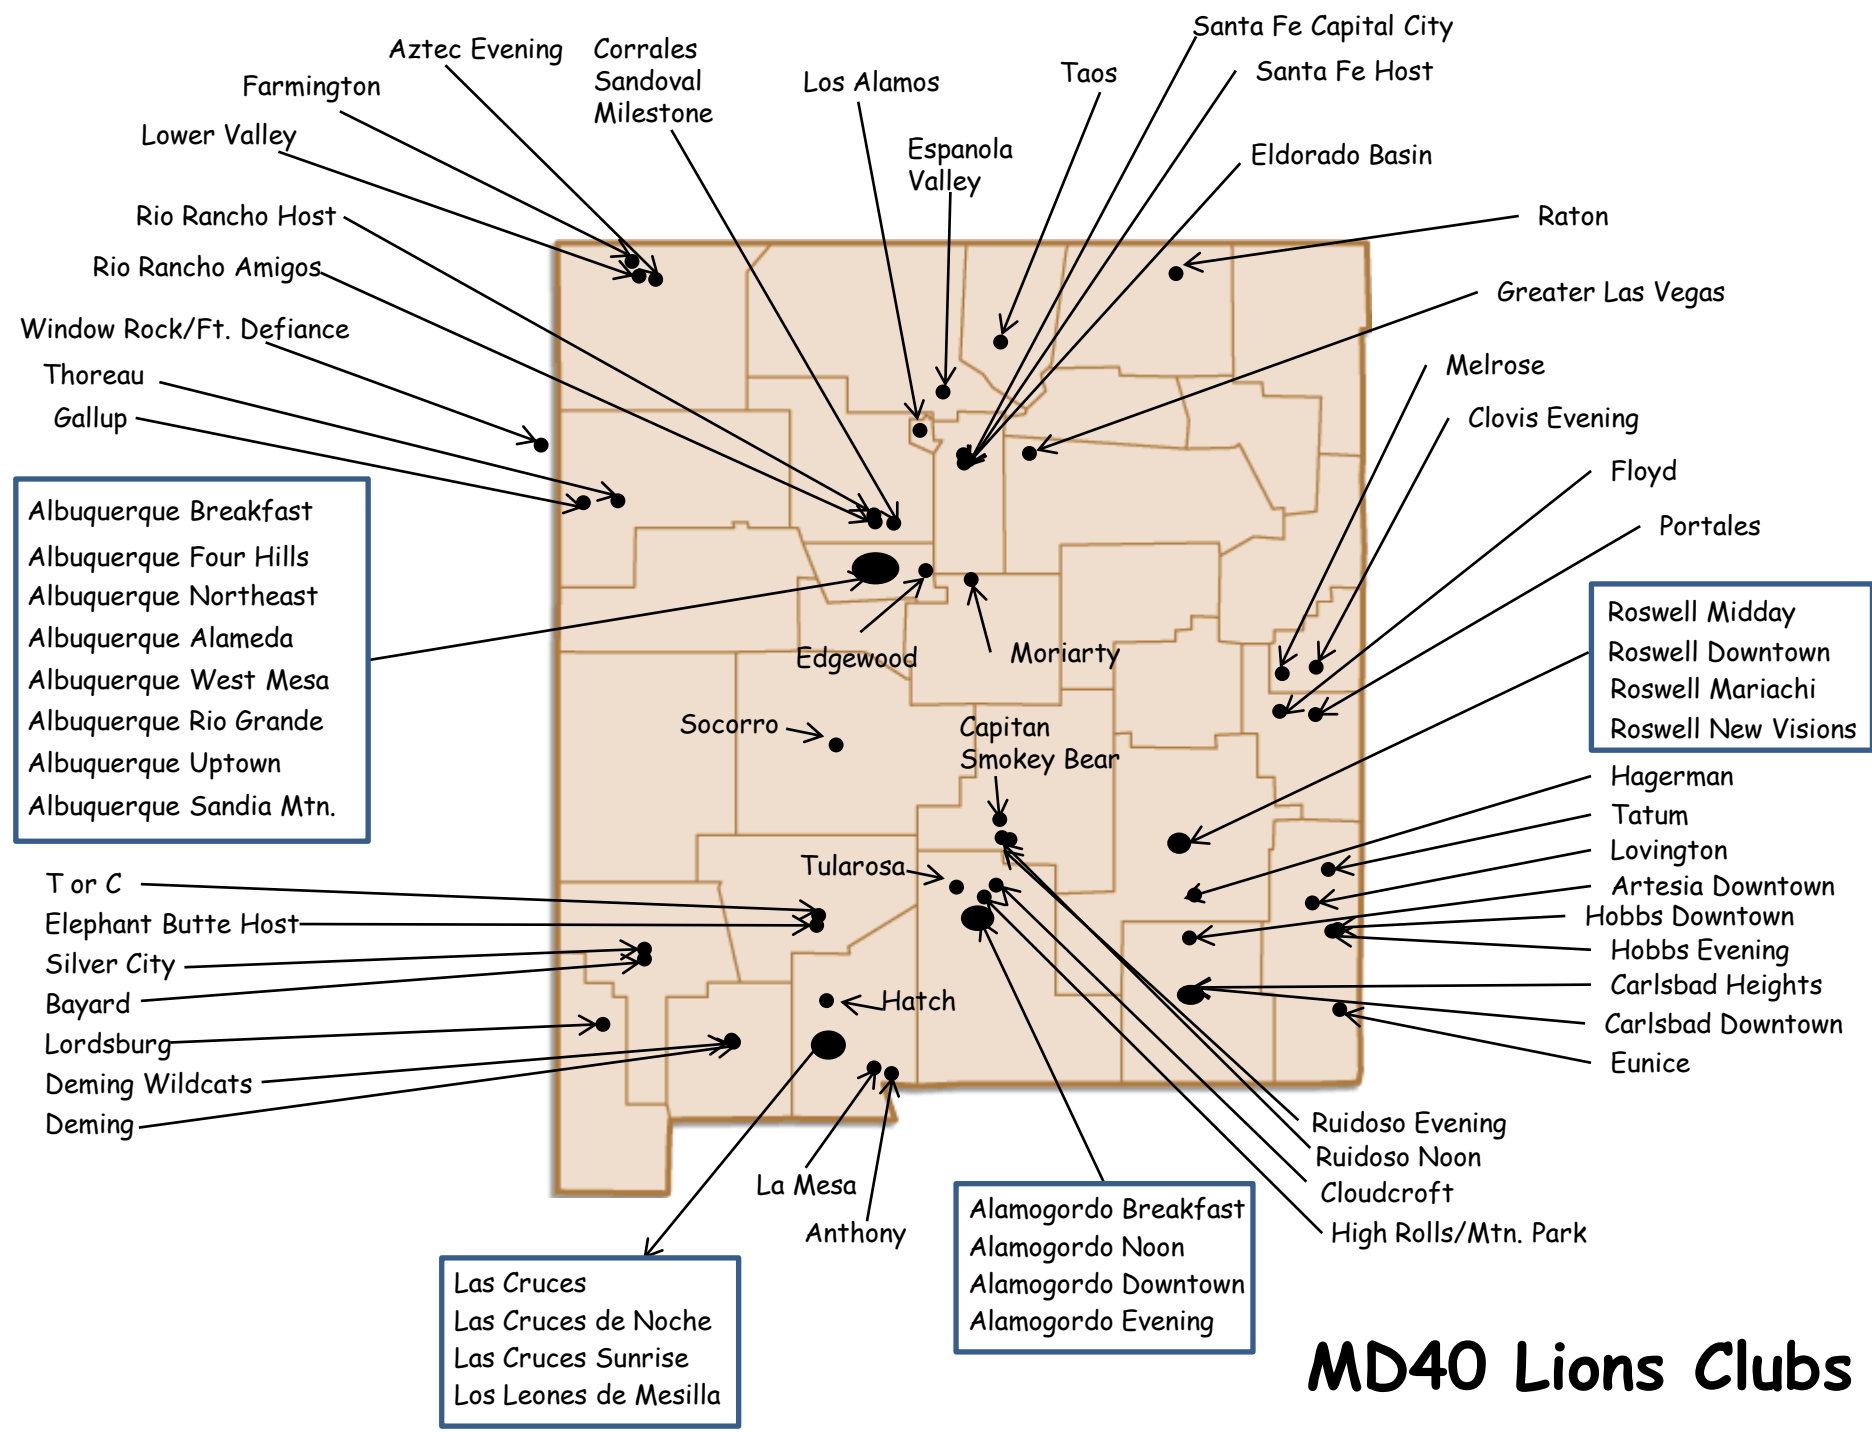 Santa Fe Capital City
Aztec Evening
Corrales
Sandoval
Milestone
Santa Fe Host
Taos
Los Alamos
Farmington
Lower Valley
Espanola
Valley
Eldorado Basin
Rio Rancho Host
Raton
Rio Rancho Amigos
Greater Las Vegas
Window Rock/Ft. Defiance
Melrose
Thoreau
Gallup
Clovis Evening
Floyd
Portales
Albuquerque Breakfast
Albuquerque Four Hills
Albuquerque Northeast
Albuquerque Alameda
Albuquerque West Mesa
Albuquerque Rio Grande
Albuquerque Uptown
Albuquerque Sandia Mtn.
Edgewood
Moriarty
Roswell Midday
Roswell Downtown
Roswell Mariachi
Roswell New Visions
Socorro
Capitan
Smokey Bear
Hagerman
Tatum
Lovington
Artesia Downtown
Hobbs Downtown
Hobbs Evening
Carlsbad Heights
Carlsbad Downtown
Eunice
Tularosa
T or C
Elephant Butte Host
Silver City
Bayard
Lordsburg
Deming Wildcats
Deming
Hatch
La Mesa
Anthony
Ruidoso Evening
Ruidoso Noon
Cloudcroft
High Rolls/Mtn. Park
Alamogordo Breakfast
Alamogordo Noon
Alamogordo Downtown
Alamogordo Evening
Las Cruces
Las Cruces de Noche
Las Cruces Sunrise
Los Leones de Mesilla
MD40 Lions Clubs